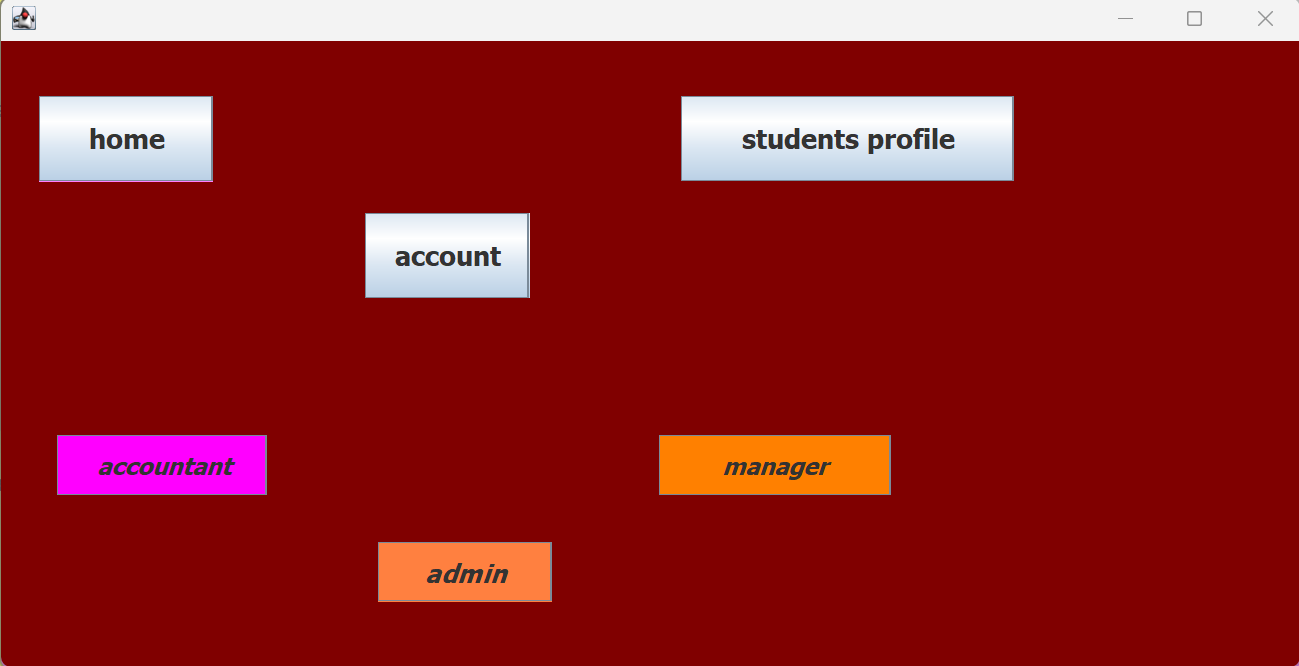 home
students profile
account
accountant
manager
admin